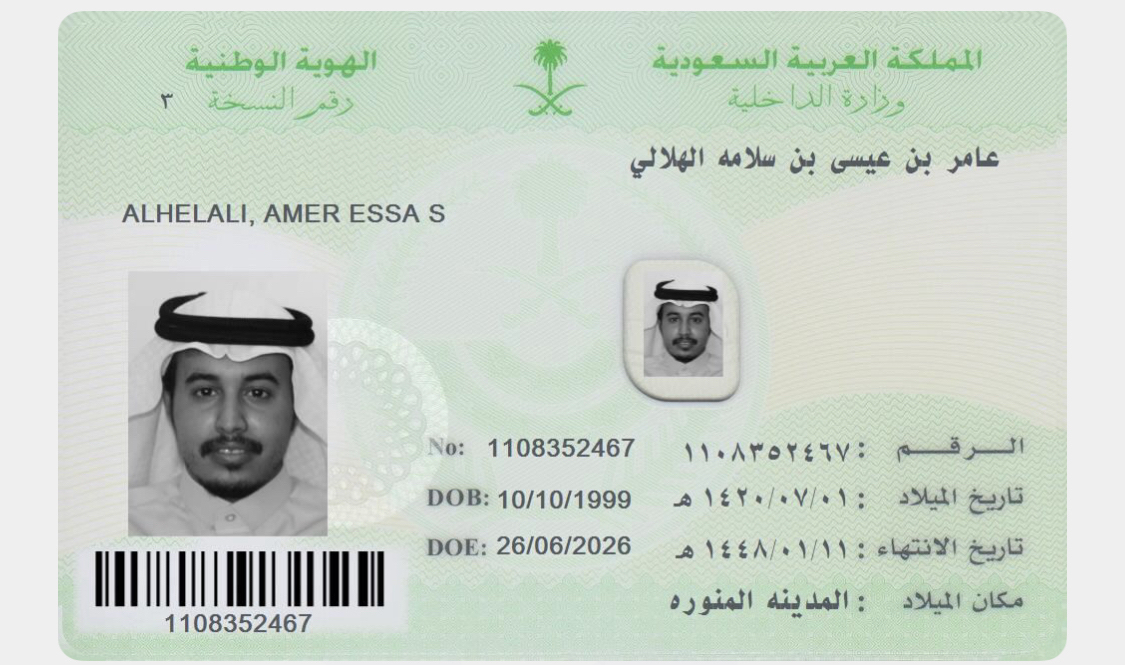 المملكة العربية السعودية
وزارة الداخلية
الهوية الوطنية
رقم النسخة ٣
عامر بن عيسى بن سلامه الهلالي
ALHELALI, AMER ESSA S
الرقم : ١١٠٨٣٥٢٤٦٧
No: 1108352467
تاريخ الميلاد : ١٤٢٠/٠٧/٠١ هـ
DOB: 10/10/1999
تاريخ الانتهاء : ١٤٤٨/٠١/١١ هـ
DOE: 26/06/2026
مكان الميلاد : المدينه المنوره
1108352467